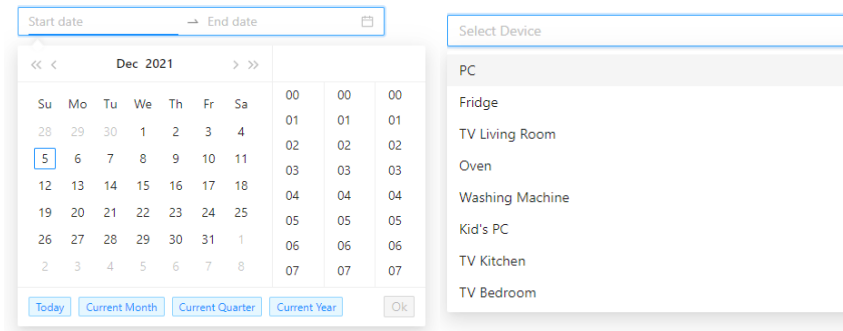 Start date → End date
Select Device
« < Dec 2021 > »
Su Mo Tu We Th Fr Sa
28 29 30 1 2 3 4
5 6 7 8 9 10 11
12 13 14 15 16 17 18
19 20 21 22 23 24 25
26 27 28 29 30 31 1
2 3 4 5 6 7 8
00 00 00
01 01 01
02 02 02
03 03 03
04 04 04
05 05 05
06 06 06
07 07 07
Today Current Month Current Quarter Current Year Ok
PC
Fridge
TV Living Room
Oven
Washing Machine
Kid's PC
TV Kitchen
TV Bedroom